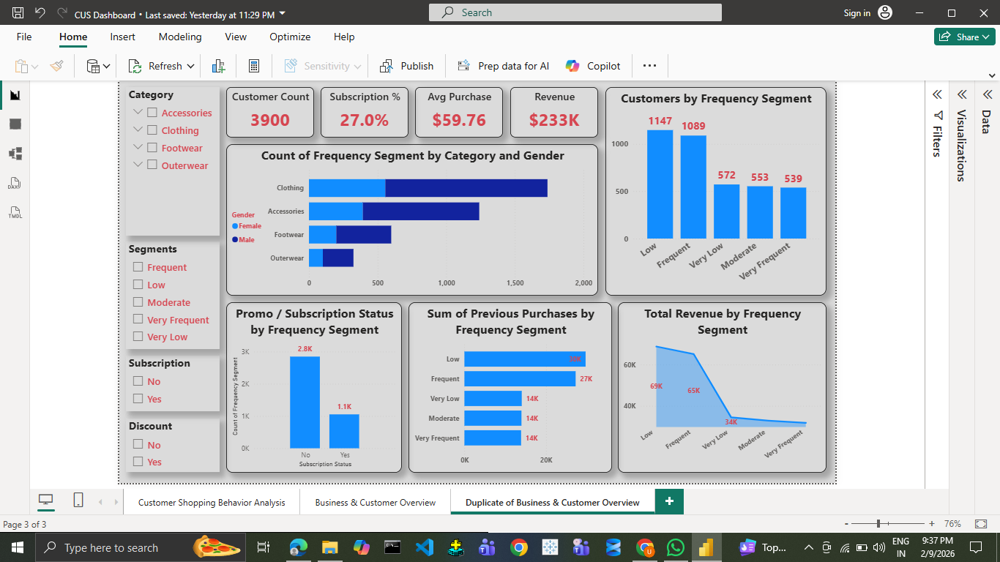 CUS Dashboard • Last saved: Yesterday at 11:29 PM
Search
Sign in
File
Home
Insert
Modeling
View
Optimize
Help
Share
Refresh
Sensitivity
Publish
Prep data for AI
Copilot
DAX
TMDL
Category
Accessories
Clothing
Footwear
Outerwear
Segments
Frequent
Low
Moderate
Very Frequent
Very Low
Subscription
No
Yes
Discount
No
Yes
Customer Count
3900
Subscription %
27.0%
Avg Purchase
$59.76
Revenue
$233K
Count of Frequency Segment by Category and Gender
Gender
Female
Male
Clothing
Accessories
Footwear
Outerwear
0 500 1,000 1,500 2,000
Customers by Frequency Segment
1147 1089 572 553 539
1000
500
0
Low Frequent Very Low Moderate Very Frequent
Promo / Subscription Status
by Frequency Segment
Count of Frequency Segment
3K
2K
1K
0K
2.8K
1.1K
No Yes
Subscription Status
Sum of Previous Purchases by
Frequency Segment
Low
Frequent 27K
Very Low 14K
Moderate 14K
Very Frequent 14K
0K 20K
Total Revenue by Frequency
Segment
60K
40K
69K
65K
34K
Low Frequent Very Low Moderate Very Frequent
Filters
Visualizations
Data
Customer Shopping Behavior Analysis
Business & Customer Overview
Duplicate of Business & Customer Overview
Page 3 of 3
76%
Type here to search
Top...
ENG
IN
9:37 PM
2/9/2026